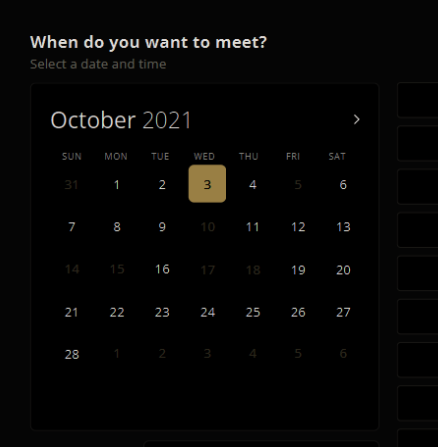 When do you want to meet?
Select a date and time
October 2021
SUN MON TUE WED THU FRI SAT
31 1 2 3 4 5 6
7 8 9 10 11 12 13
14 15 16 17 18 19 20
21 22 23 24 25 26 27
28 1 2 3 4 5 6